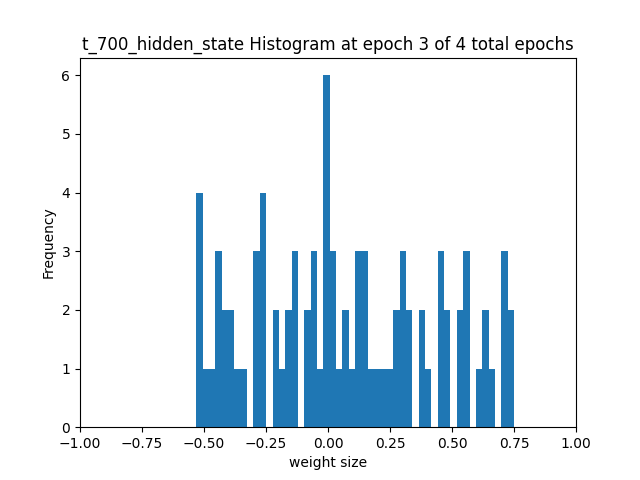 t_700_hidden_state Histogram at epoch 3 of 4 total epochs
6
5
4
3
2
1
0
Frequency
−1.00 −0.75 −0.50 −0.25 0.00 0.25 0.50 0.75 1.00
weight size